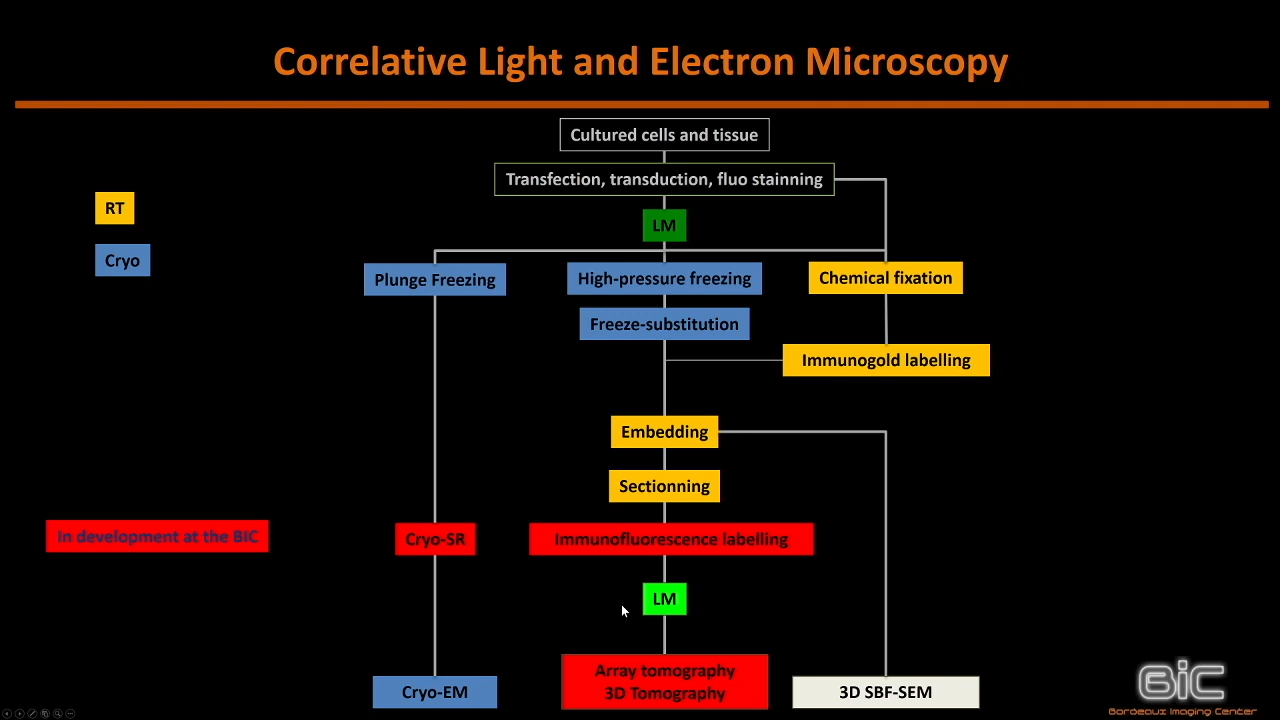 Correlative Light and Electron Microscopy
Cultured cells and tissue
Transfection, transduction, fluo stainning
RT
LM
Cryo
Plunge Freezing
High-pressure freezing
Chemical fixation
Freeze-substitution
Immunogold labelling
Embedding
Sectionning
In development at the BIC
Cryo-SR
Immunofluorescence labelling
LM
Array tomography
3D Tomography
Cryo-EM
3D SBF-SEM
BiC
Bordeaux Imaging Center